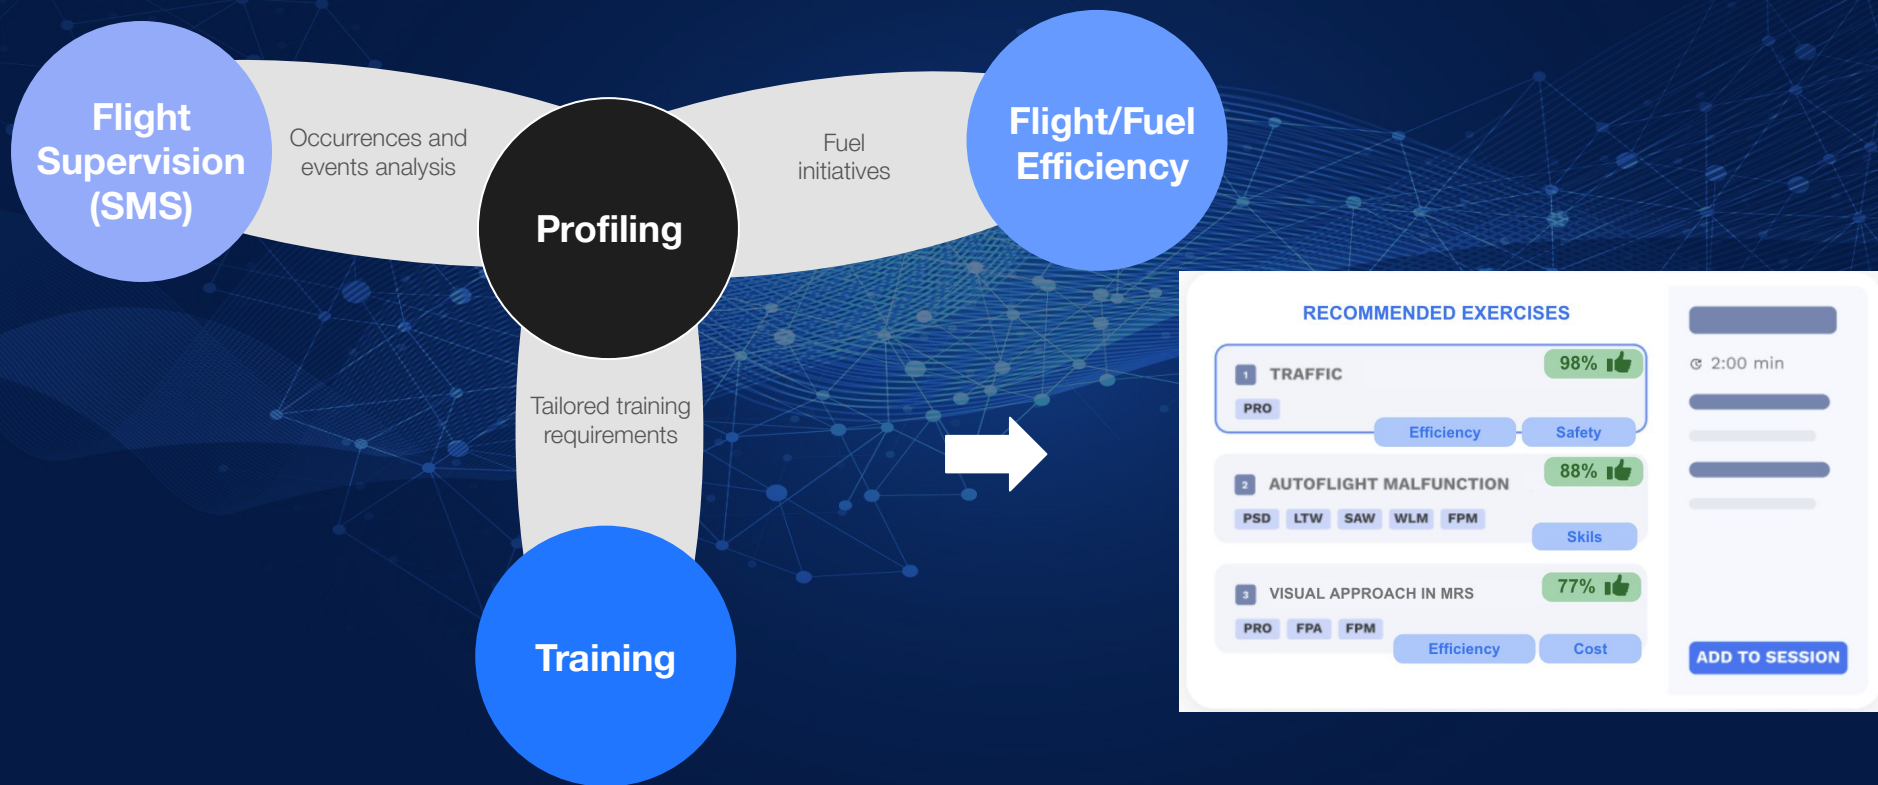 Flight
Supervision
(SMS)
Occurrences and
events analysis
Profiling
Fuel
initiatives
Flight/Fuel
Efficiency
Tailored training
requirements
Training
RECOMMENDED EXERCISES
1 TRAFFIC
98%
PRO
Efficiency Safety
2 AUTOFLIGHT MALFUNCTION
88%
PSD LTW SAW WLM FPM
Skils
3 VISUAL APPROACH IN MRS
77%
PRO FPA FPM
Efficiency Cost
2:00 min
ADD TO SESSION